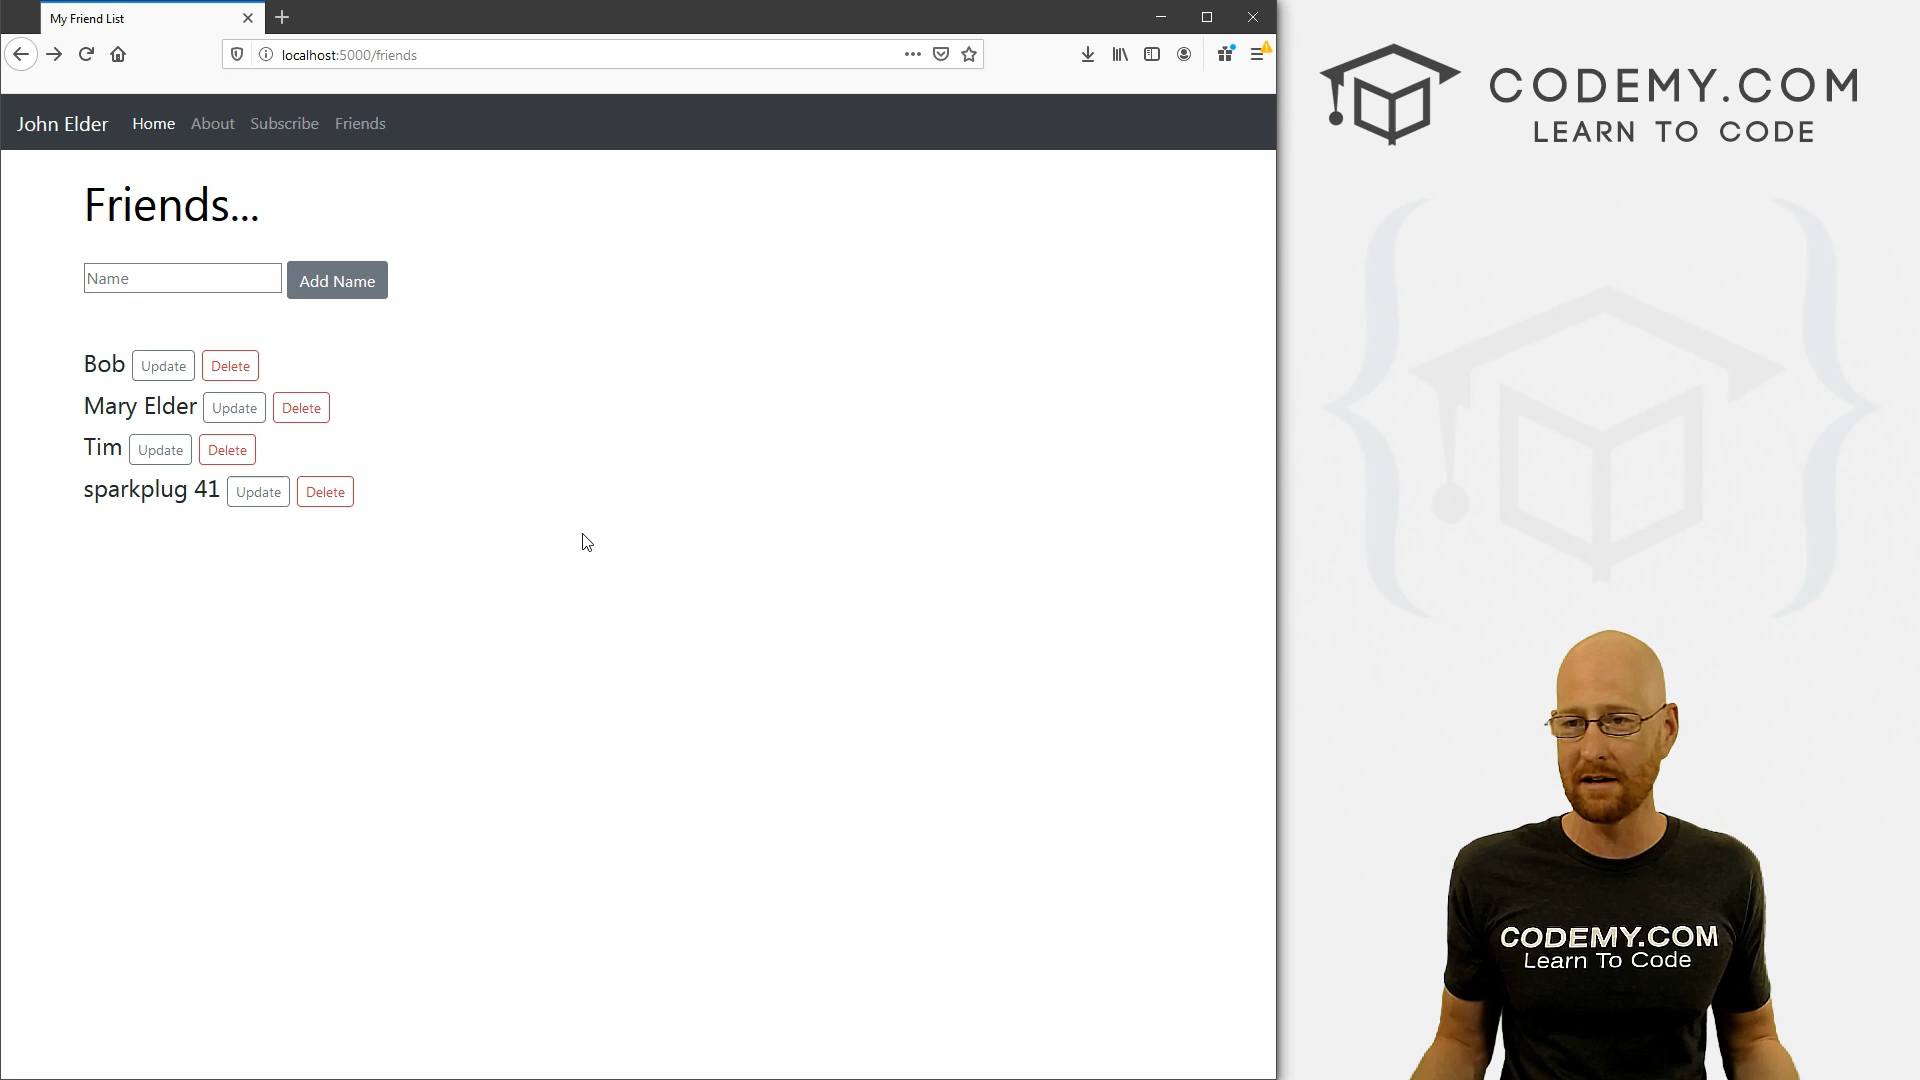 My Friend List
localhost:5000/friends
John Elder Home About Subscribe Friends
Friends...
Name Add Name
Bob Update Delete
Mary Elder Update Delete
Tim Update Delete
sparkplug 41 Update Delete
CODEMY.COM
LEARN TO CODE
CODEMY.COM
Learn To Code